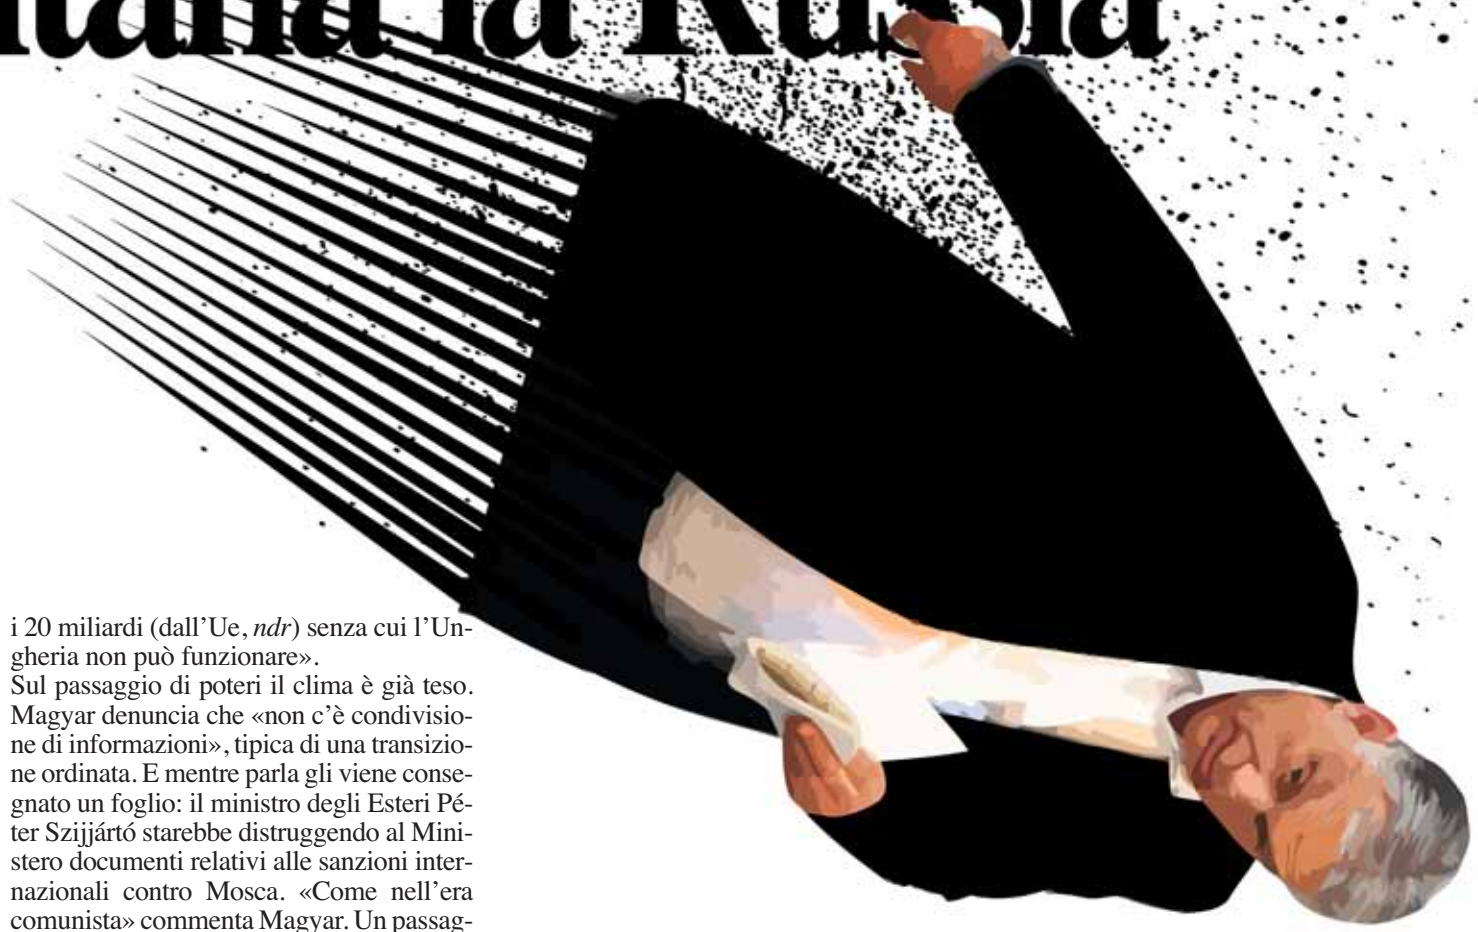 la Russia
i 20 miliardi (dall'Ue, ndr) senza cui l'Un-
gheria non può funzionare».
Sul passaggio di poteri il clima è già teso.
Magyar denuncia che «non c'è condivisio-
ne di informazioni», tipica di una transizio-
ne ordinata. E mentre parla gli viene conse-
gnato un foglio: il ministro degli Esteri Pé-
ter Szijjártó starebbe distruggendo al Mini-
stero documenti relativi alle sanzioni inter-
nazionali contro Mosca. «Come nell'era
comunista» commenta Magyar. Un passag-